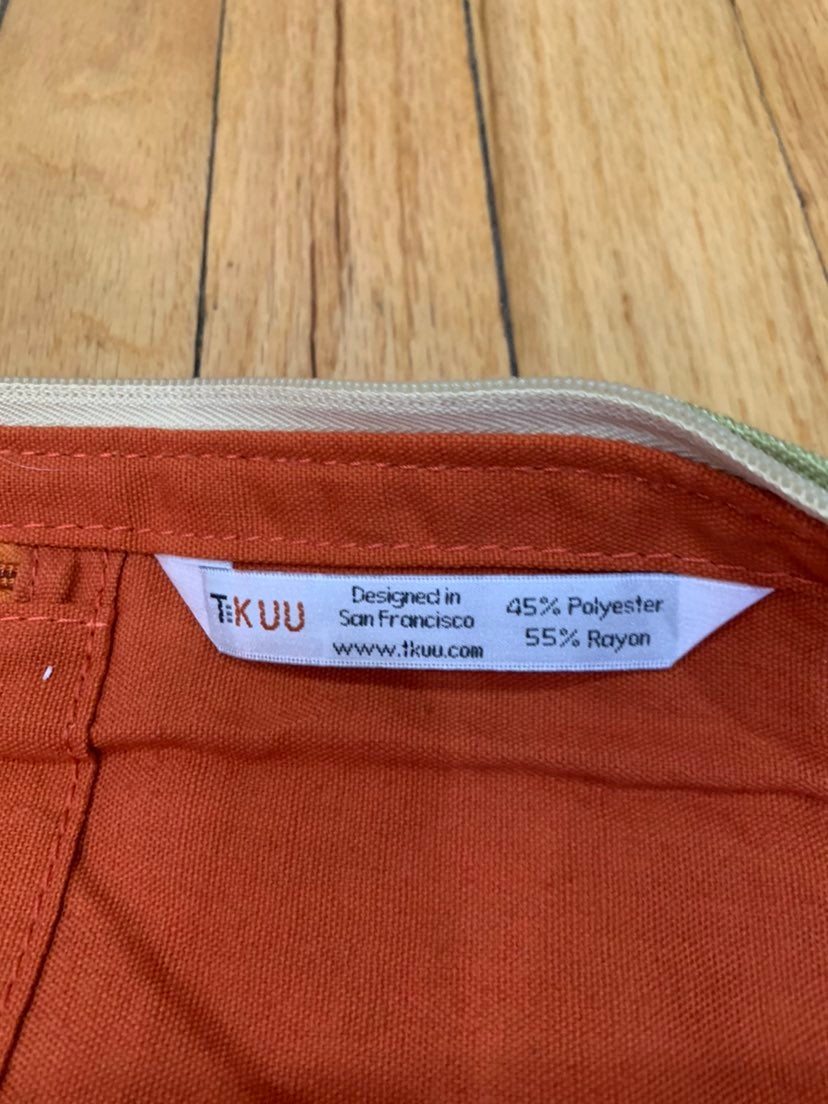 TKUU
Designed in
San Francisco
www.tkuu.com
45% Polyester
55% Rayon